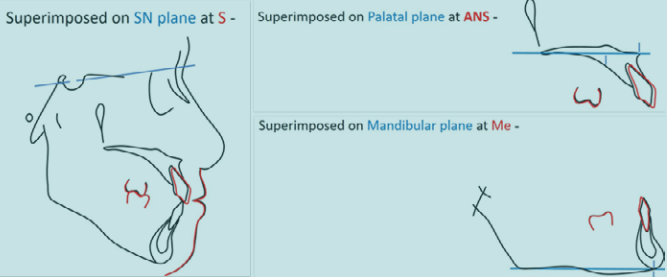 Superimposed on SN plane at S -
Superimposed on Palatal plane at ANS -
Superimposed on Mandibular plane at Me -